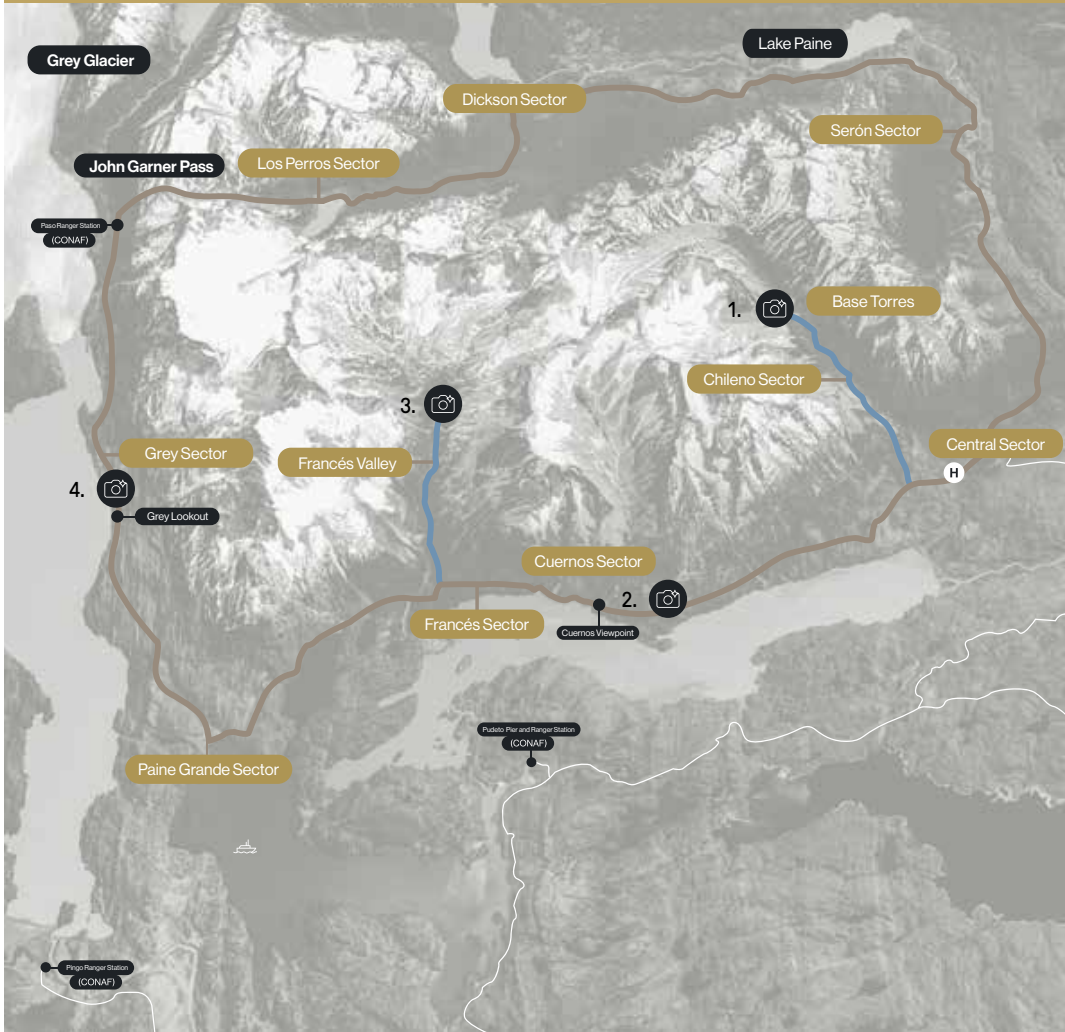 Lake Paine
Grey Glacier
Dickson Sector
Serón Sector
John Garner Pass
Los Perros Sector
Paso Ranger Station
(CONAF)
1.
Base Torres
Chileno Sector
3.
Central Sector
Grey Sector
Francés Valley
H
4.
Grey Lookout
Cuernos Sector
2.
Francés Sector
Cuernos Viewpoint
Pudeto Pier and Ranger Station
(CONAF)
Paine Grande Sector
Pingo Ranger Station
(CONAF)